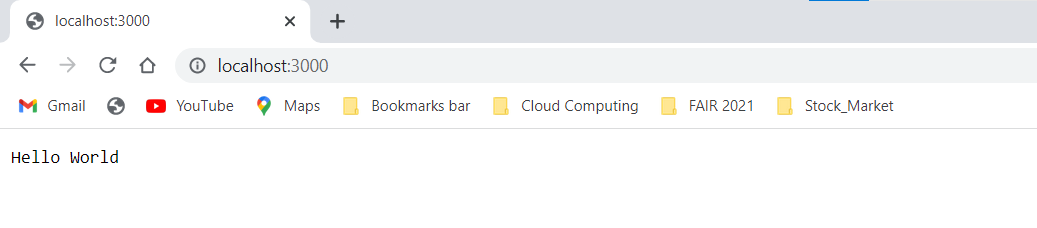 localhost:3000
localhost:3000
Gmail YouTube Maps Bookmarks bar Cloud Computing FAIR 2021 Stock_Market
Hello World